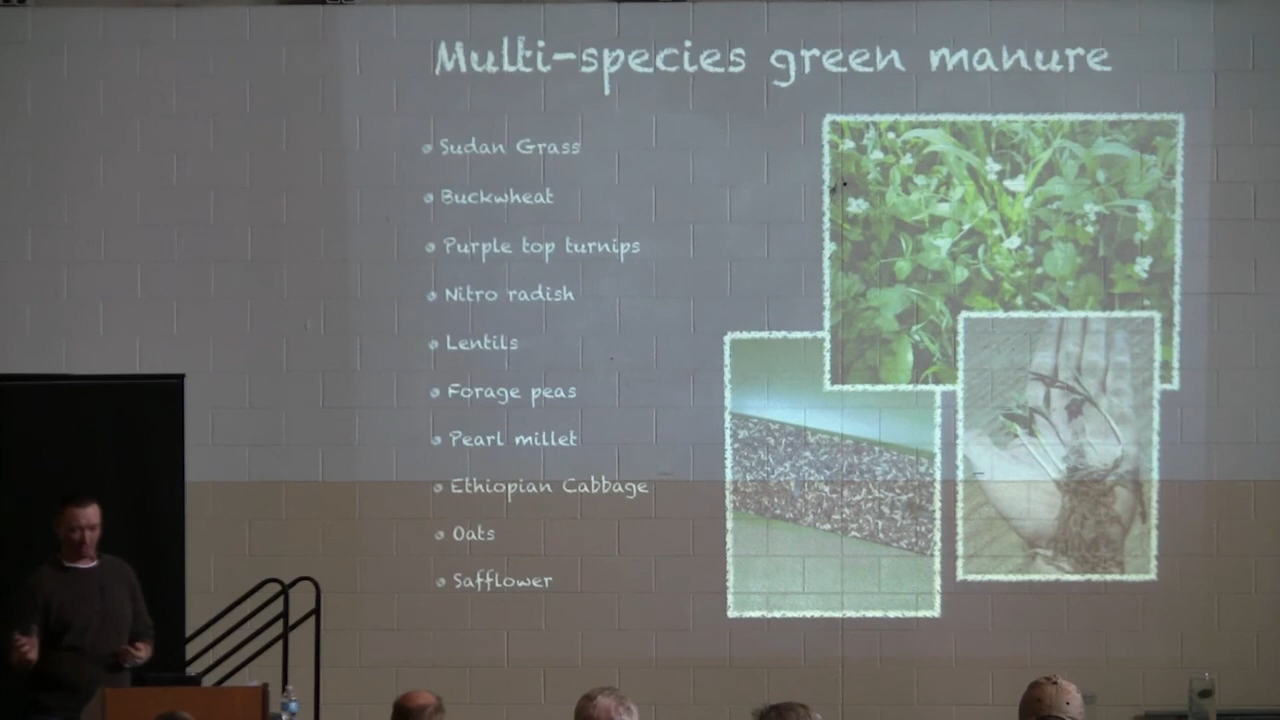 Multi-species green manure
Sudan Grass
Buckwheat
Purple top turnips
Nitro radish
Lentils
Forage peas
Pearl millet
Ethiopian Cabbage
Oats
Safflower